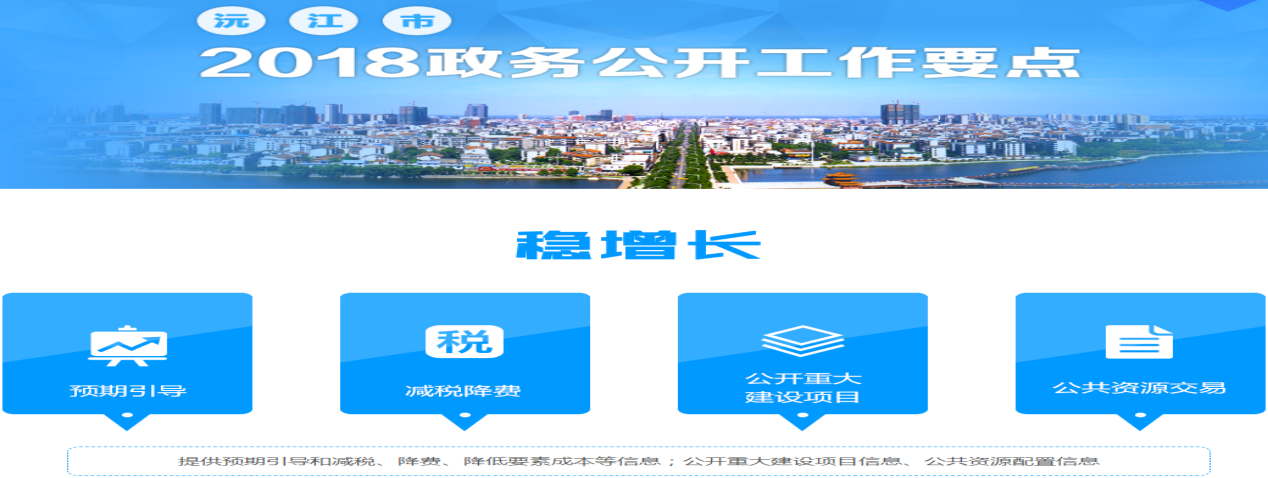 沅江市
2018政务公开工作要点
稳增长
税
预期引导
减税降费
公开重大
建设项目
公共资源交易
提供预期引导和减税、降费、降低要素成本等信息；公开重大建设项目信息、公共资源配置信息